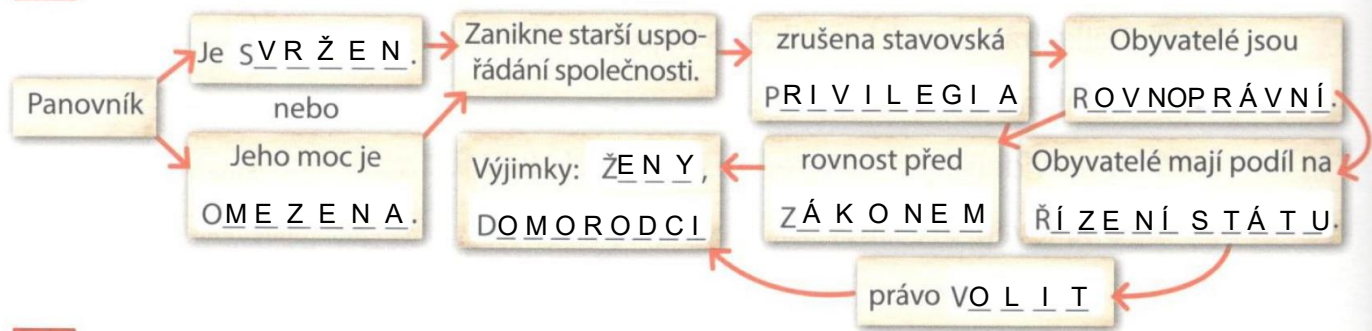 Panovník
Je SVRŽEN.
nebo
Jeho moc je
OMEZENA.
Zanikne starší uspo-
řádání společnosti.
zrušena stavovská
PRIVILEGIA
Obyvatelé jsou
ROVNOPRÁVNÍ.
Obyvatelé mají podíl na
ŘÍZENÍ STÁTU.
rovnost před
ZÁKONEM
Výjimky: ŽENY,
DOMORODCI
právo VOLIT